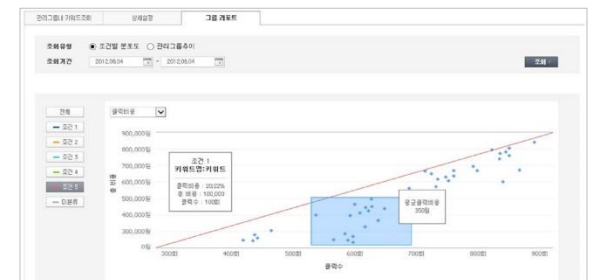 관리그룹내 키워드조회 상세설정 그룹 레포트
조회유형 조건별 분포도 관리그룹추이
조회기간 2012.06.04 - 2012.06.04 조회
전체 클릭비용
조건 1
조건 2
조건 3
조건 4
조건 5
미분류
900,000원
800,000원
700,000원
600,000원
500,000원
400,000원
300,000원
0원
총 비용
조건 1
키워드명:키워드
클릭비용 : 20.02%
총 비용 : 100,000
클릭수 : 100회
평균클릭비용
350원
300회 400회 500회 600회 700회 800회 900회
클릭수